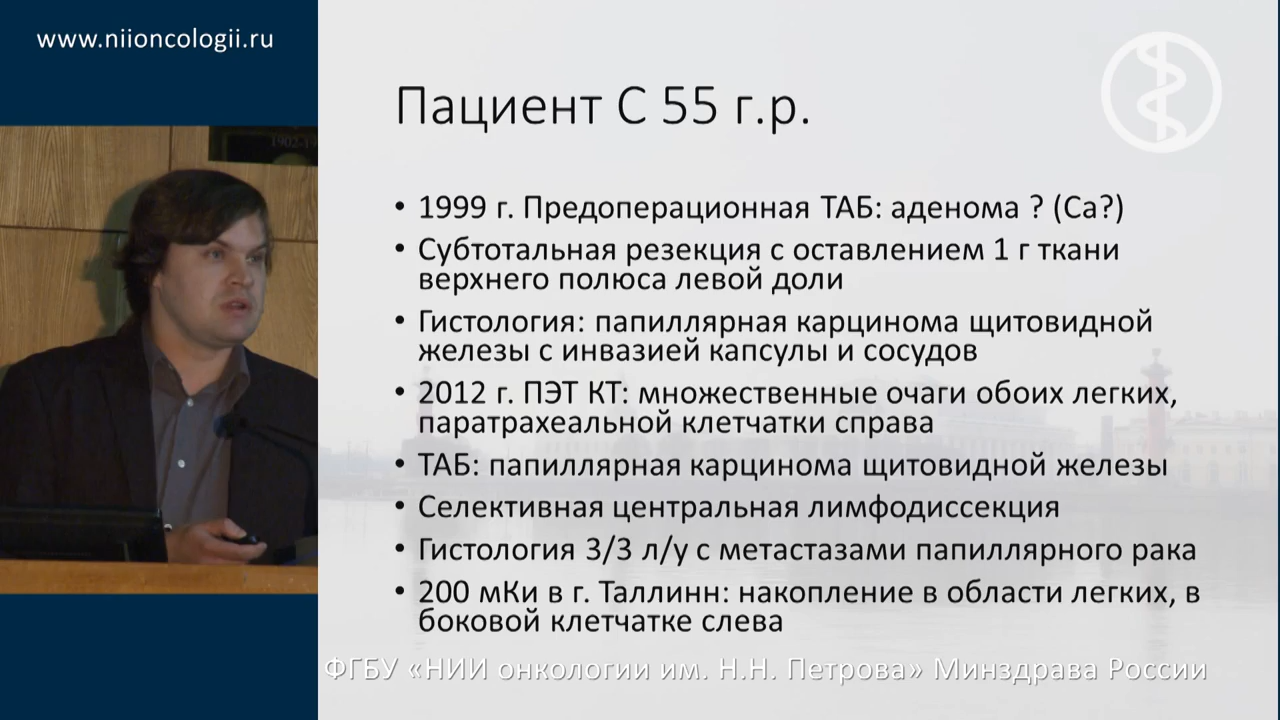 www.niioncologii.ru
Пациент С 55 г.р.
• 1999 г. Предоперационная ТАБ: аденома ? (Са?)
• Субтотальная резекция с оставлением 1 г ткани
верхнего полюса левой доли
• Гистология: папиллярная карцинома щитовидной
железы с инвазией капсулы и сосудов
• 2012 г. ПЭТ КТ: множественные очаги обоих легких,
паратрахеальной клетчатки справа
• ТАБ: папиллярная карцинома щитовидной железы
• Селективная центральная лимфодиссекция
• Гистология 3/3 л/у с метастазами папиллярного рака
• 200 мКи в г. Таллинн: накопление в области легких, в
боковой клетчатке слева
ФГБУ «НИИ онкологии им. Н.Н. Петрова» Минздрава России